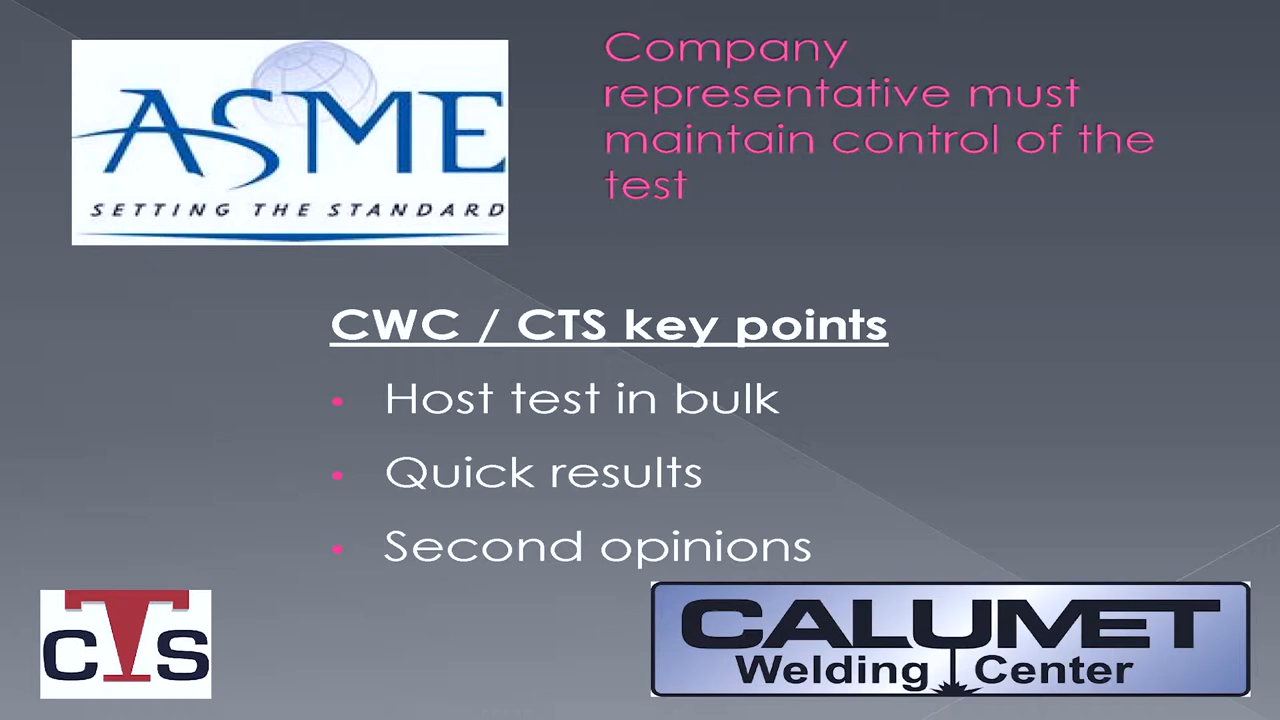 ASME
SETTING THE STANDARD
Company
representative must
maintain control of the
test
CWC / CTS key points
• Host test in bulk
• Quick results
• Second opinions
CTS
CALUMET
Welding Center